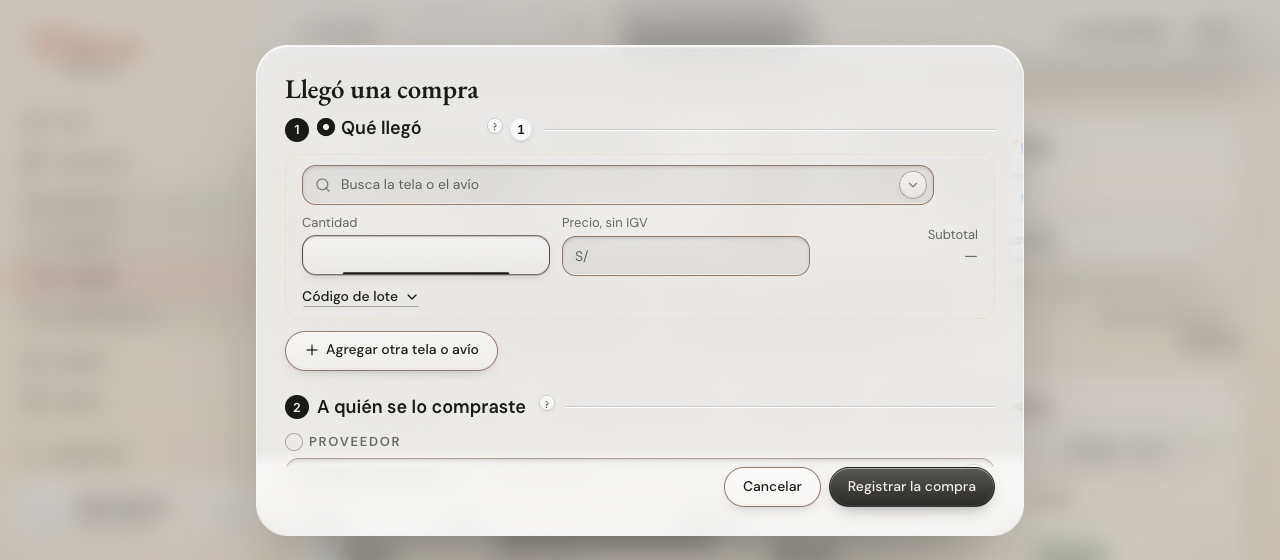 Llegó una compra
1 Qué llegó ? 1
Busca la tela o el avío
Cantidad Precio, sin IGV Subtotal
S/ —
Código de lote
+ Agregar otra tela o avío
2 A quién se lo compraste ?
PROVEEDOR
Cancelar Registrar la compra